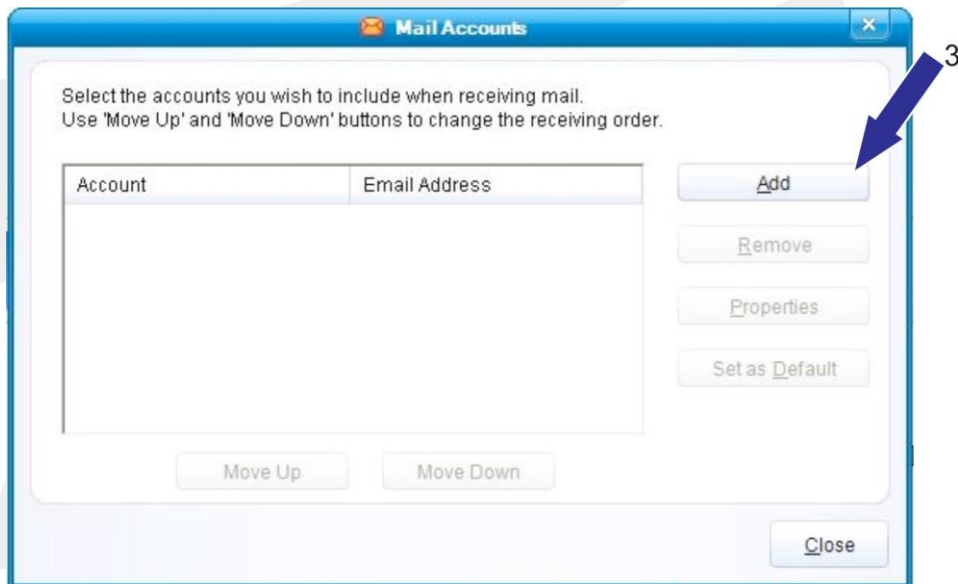 Mail Accounts
3
Select the accounts you wish to include when receiving mail.
Use 'Move Up' and 'Move Down' buttons to change the receiving order.
Account Email Address
Add
Remove
Properties
Set as Default
Move Up Move Down
Close